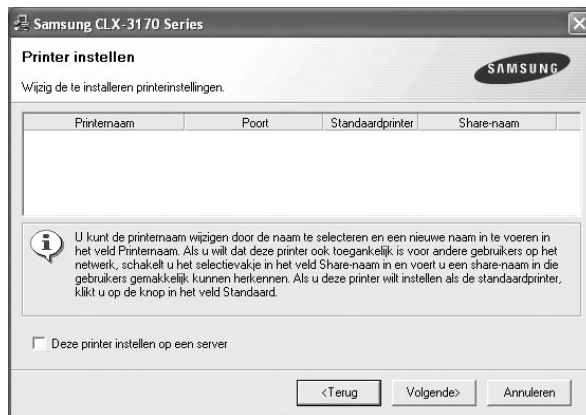 Samsung CLX-3170 Series
Printer instellen
SAMSUNG
Wijzig de te installeren printerinstellingen.
Printernaam Poort Standaardprinter Share-naam
U kunt de printernaam wijzigen door de naam te selecteren en een nieuwe naam in te voeren in
het veld Printernaam. Als u wilt dat deze printer ook toegankelijk is voor andere gebruikers op het
netwerk, schakelt u het selectievakje in het veld Share-naam in en voert u een share-naam in die
gebruikers gemakkelijk kunnen herkennen. Als u deze printer wilt instellen als de standaardprinter,
klikt u op de knop in het veld Standaard.
Deze printer instellen op een server
<Terug Volgende> Annuleren